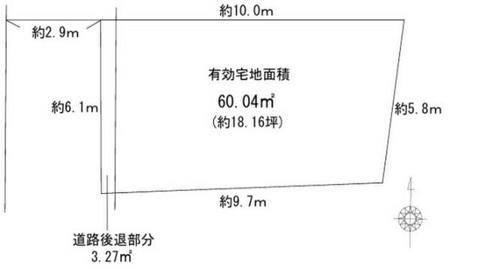 約10.0m
約2.9m
有効宅地面積
約6.1m
60.04㎡
約5.8m
(約18.16坪)
約9.7m
道路後退部分
3.27㎡